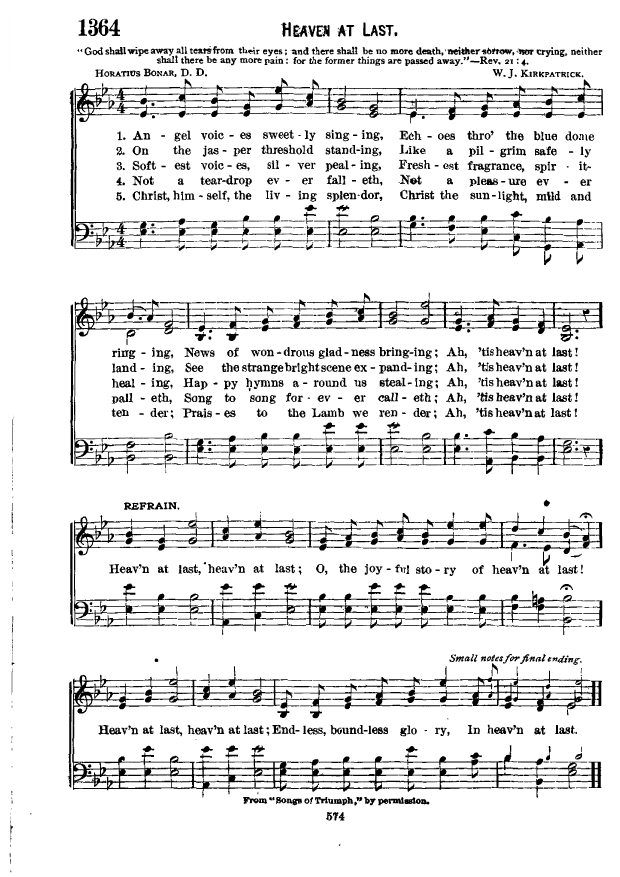 1364
HEAVEN AT LAST.
"God shall wipe away all tears from their eyes; and there shall be no more death, neither sorrow, nor crying, neither
shall there be any more pain: for the former things are passed away."—Rev. 21:4.
HORATIUS BONAR, D. D. W. J. KIRKPATRICK.
1. An - gel voic - es sweet - ly sing - ing, Ech - oes thro' the blue dome
2. On the jas - per threshold stand-ing, Like a pil - grim safe - ly
3. Soft - est voic - es, sil - ver peal-ing, Fresh - est fragrance, spir - it-
4. Not a tear-drop ev - er fall - eth, Not a pleas - ure ev - er
5. Christ, him - self, the liv - ing splen-dor, Christ the sun - light, mild and
ring - ing, News of won - drous glad - ness bring-ing; Ah, 'tis heav'n at last!
land - ing, See the strange bright scene ex - pand - ing; Ah, 'tis heav'n at last!
heal - ing, Hap - py hymns a - round us steal - ing; Ah, 'tis heav'n at last!
pall - eth, Song to song for - ev - er call - eth; Ah, 'tis heav'n at last!
ten - der; Prais - es to the Lamb we ren - der; Ah, 'tis heav'n at last!
REFRAIN.
Heav'n at last, heav'n at last; O, the joy - ful sto - ry of heav'n at last!
Small notes for final ending.
Heav'n at last, heav'n at last; End-less, bound-less glo - ry, In heav'n at last.
From "Songs of Triumph," by permission.
574